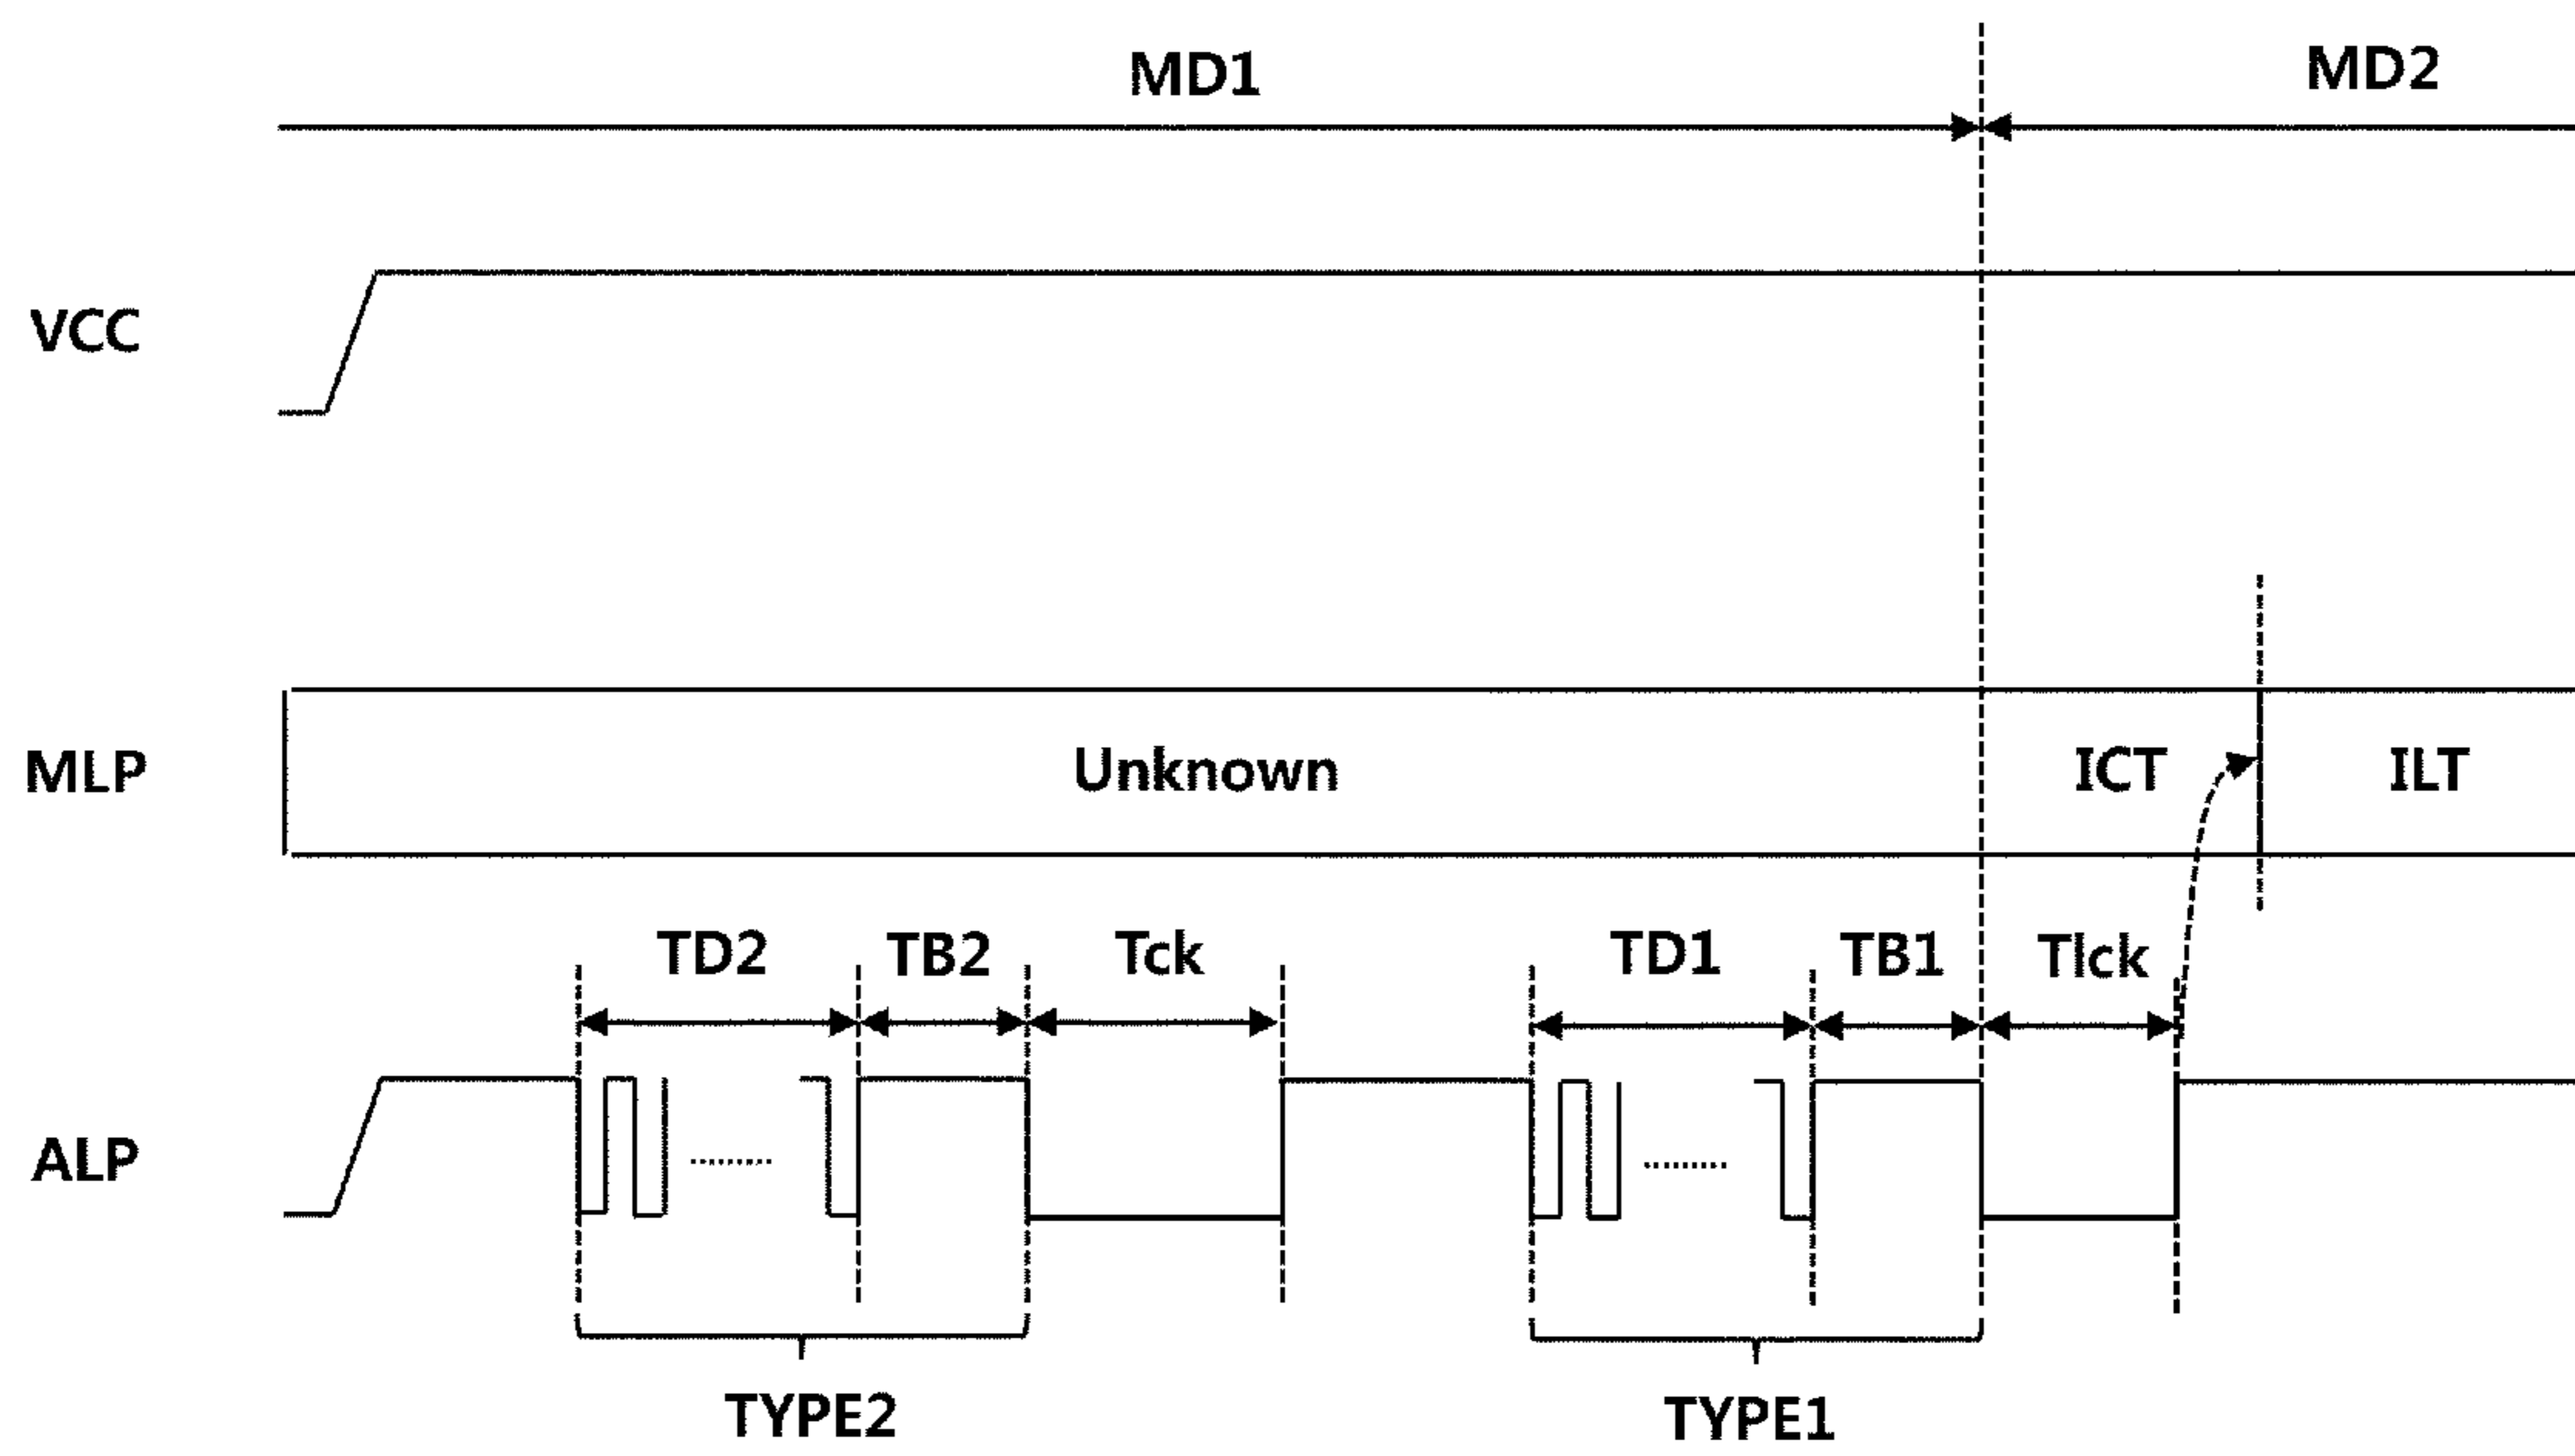 MD1
MD2
VCC
MLP
Unknown
ICT
ILT
TD2
TB2
Tck
TD1
TB1
Tlck
ALP
TYPE2
TYPE1